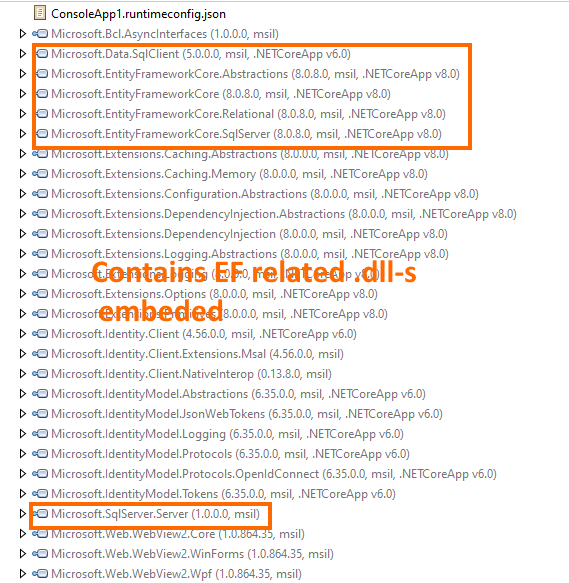 ConsoleApp1.runtimeconfig.json
Microsoft.Bcl.AsyncInterfaces (1.0.0.0, msil)
Microsoft.Data.SqlClient (5.0.0.0, msil, .NETCoreApp v6.0)
Microsoft.EntityFrameworkCore.Abstractions (8.0.8.0, msil, .NETCoreApp v8.0)
Microsoft.EntityFrameworkCore (8.0.8.0, msil, .NETCoreApp v8.0)
Microsoft.EntityFrameworkCore.Relational (8.0.8.0, msil, .NETCoreApp v8.0)
Microsoft.EntityFrameworkCore.SqlServer (8.0.8.0, msil, .NETCoreApp v8.0)
Microsoft.Extensions.Caching.Abstractions (8.0.0.0, msil, .NETCoreApp v8.0)
Microsoft.Extensions.Caching.Memory (8.0.0.0, msil, .NETCoreApp v8.0)
Microsoft.Extensions.Configuration.Abstractions (8.0.0.0, msil, .NETCoreApp v8.0)
Microsoft.Extensions.DependencyInjection.Abstractions (8.0.0.0, msil, .NETCoreApp v8.0)
Microsoft.Extensions.DependencyInjection (8.0.0.0, msil, .NETCoreApp v8.0)
Microsoft.Extensions.Logging.Abstractions (8.0.0.0, msil, .NETCoreApp v8.0)
Contains EF related .dll-s
embeded
Microsoft.Extensions.Logging (8.0.0.0, msil, .NETCoreApp v8.0)
Microsoft.Extensions.Options (8.0.0.0, msil, .NETCoreApp v8.0)
Microsoft.Extensions.Primitives (8.0.0.0, msil, .NETCoreApp v8.0)
Microsoft.Identity.Client (4.56.0.0, msil, .NETCoreApp v6.0)
Microsoft.Identity.Client.Extensions.Msal (4.56.0.0, msil)
Microsoft.Identity.Client.NativeInterop (0.13.8.0, msil)
Microsoft.IdentityModel.Abstractions (6.35.0.0, msil, .NETCoreApp v6.0)
Microsoft.IdentityModel.JsonWebTokens (6.35.0.0, msil, .NETCoreApp v6.0)
Microsoft.IdentityModel.Logging (6.35.0.0, msil, .NETCoreApp v6.0)
Microsoft.IdentityModel.Protocols (6.35.0.0, msil, .NETCoreApp v6.0)
Microsoft.IdentityModel.Protocols.OpenIdConnect (6.35.0.0, msil, .NETCoreApp v6.0)
Microsoft.IdentityModel.Tokens (6.35.0.0, msil, .NETCoreApp v6.0)
Microsoft.SqlServer.Server (1.0.0.0, msil)
Microsoft.Web.WebView2.Core (1.0.864.35, msil)
Microsoft.Web.WebView2.WinForms (1.0.864.35, msil)
Microsoft.Web.WebView2.Wpf (1.0.864.35, msil)